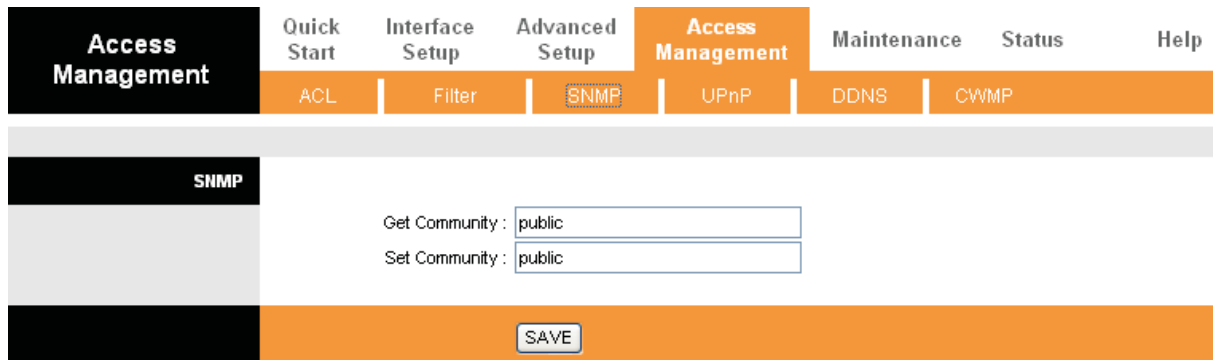 Access
Management
Quick
Start
Interface
Setup
Advanced
Setup
Access
Management
Maintenance
Status
Help
ACL
Filter
SNMP
UPnP
DDNS
CWMP
SNMP
Get Community : public
Set Community : public
SAVE